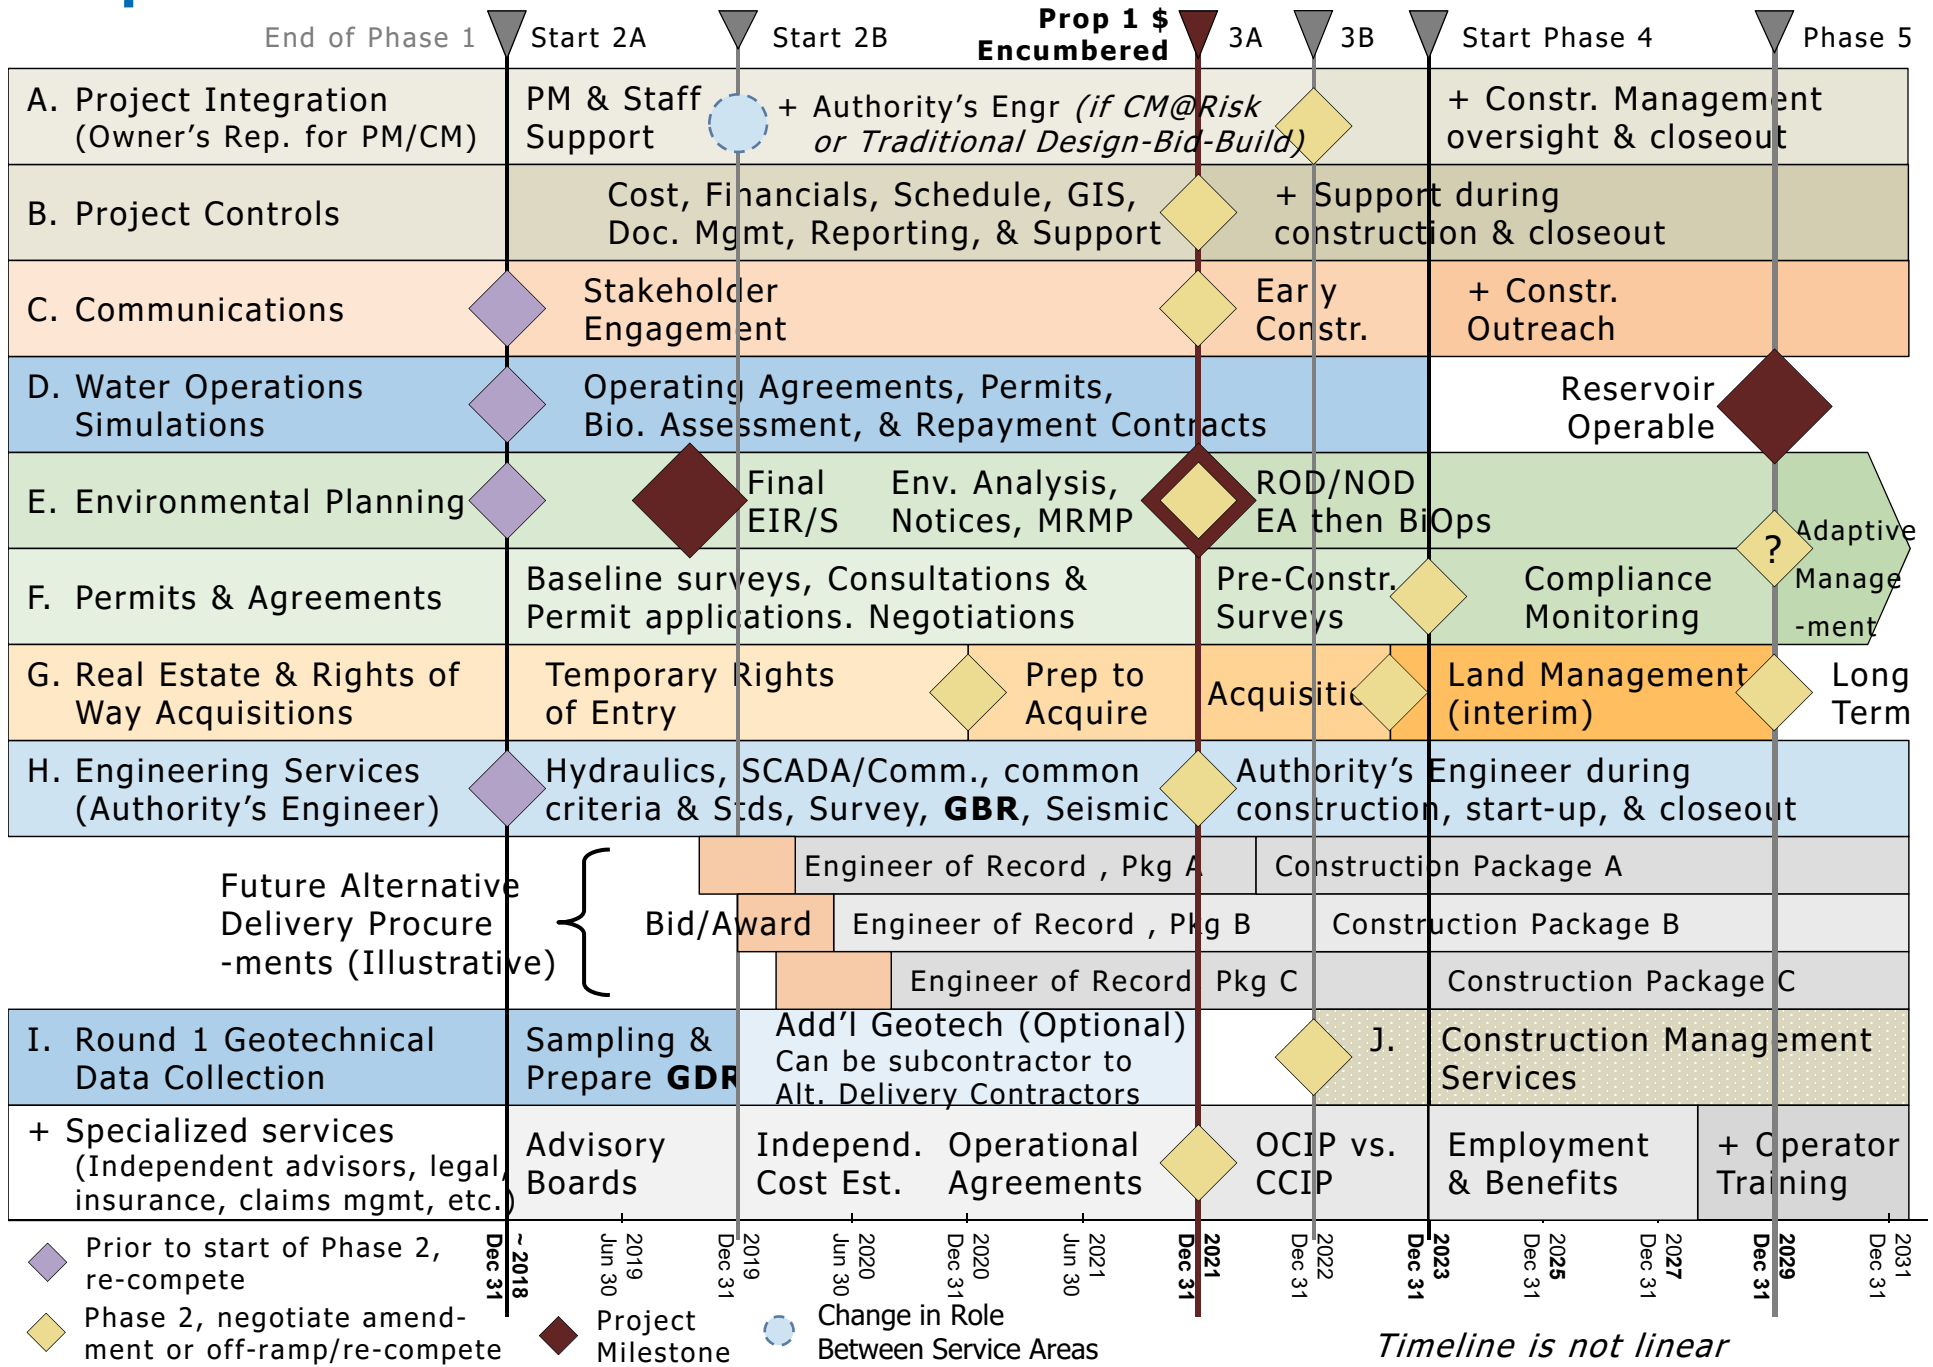 End of Phase 1
Start 2A
Start 2B
Prop 1 $
Encumbered
3A
3B
Start Phase 4
Phase 5
A. Project Integration
(Owner's Rep. for PM/CM)
PM & Staff
Support
+ Authority's Engr (if CM@Risk
or Traditional Design-Bid-Build)
+ Constr. Management
oversight & closeout
B. Project Controls
Cost, Financials, Schedule, GIS,
Doc. Mgmt, Reporting, & Support
+ Support during
construction & closeout
C. Communications
Stakeholder
Engagement
Early
Constr.
+ Constr.
Outreach
D. Water Operations
Simulations
Operating Agreements, Permits,
Bio. Assessment, & Repayment Contracts
Reservoir
Operable
E. Environmental Planning
Final
EIR/S
Env. Analysis,
Notices, MRMP
ROD/NOD
EA then BiOps
?
Adaptive
Manage
-ment
F. Permits & Agreements
Baseline surveys, Consultations &
Permit applications. Negotiations
Pre-Constr.
Surveys
Compliance
Monitoring
G. Real Estate & Rights of
Way Acquisitions
Temporary Rights
of Entry
Prep to
Acquire
Acquisitio
Land Management
(interim)
Long
Term
H. Engineering Services
(Authority's Engineer)
Hydraulics, SCADA/Comm., common
criteria & Stds, Survey, GBR, Seismic
Authority's Engineer during
construction, start-up, & closeout
Future Alternative
Delivery Procure
-ments (Illustrative)
Engineer of Record , Pkg A
Construction Package A
Bid/Award
Engineer of Record , Pkg B
Construction Package B
Engineer of Record, Pkg C
Construction Package C
I. Round 1 Geotechnical
Data Collection
Sampling &
Prepare GDR
Add'l Geotech (Optional)
Can be subcontractor to
Alt. Delivery Contractors
J. Construction Management
Services
+ Specialized services
(Independent advisors, legal,
insurance, claims mgmt, etc.)
Advisory
Boards
Independ.
Cost Est.
Operational
Agreements
OCIP vs.
CCIP
Employment
& Benefits
+ Operator
Training
~ 2018
Dec 31
2019
Jun 30
2019
Dec 31
2020
Jun 30
2020
Dec 31
2021
Jun 30
2021
Dec 31
2022
Dec 31
2023
Dec 31
2025
Dec 31
2027
Dec 31
2029
Dec 31
2031
Dec 31
Prior to start of Phase 2,
re-compete
Phase 2, negotiate amend-
ment or off-ramp/re-compete
Project
Milestone
Change in Role
Between Service Areas
Timeline is not linear